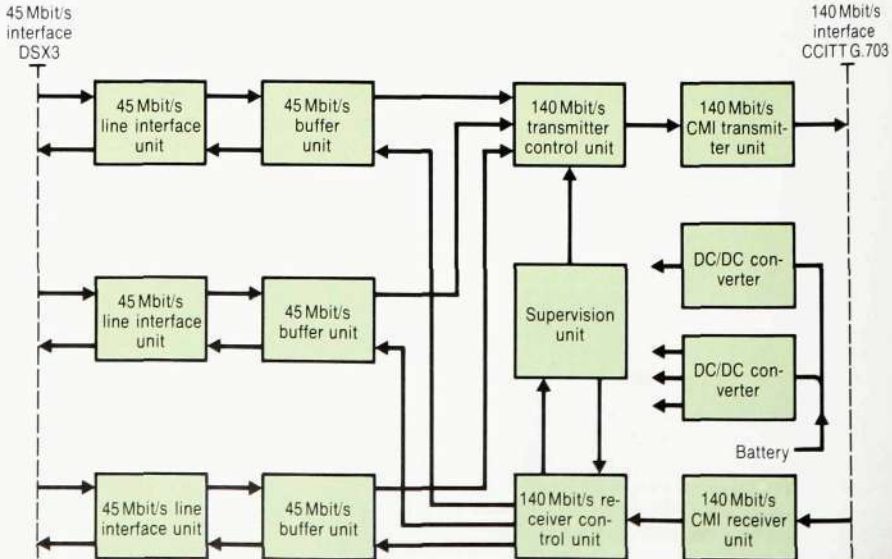 45 Mbit/s
interface
DSX3
140 Mbit/s
interface
CCITT G.703
45 Mbit/s
line interface
unit
45 Mbit/s
buffer
unit
140 Mbit/s
transmitter
control unit
140 Mbit/s
CMI transmit-
ter unit
45 Mbit/s
line interface
unit
45 Mbit/s
buffer unit
Supervision
unit
DC/DC con-
verter
DC/DC con-
verter
Battery
45 Mbit/s line
interface unit
45 Mbit/s
buffer unit
140 Mbit/s re-
ceiver con-
trol unit
140 Mbit/s
CMI receiver
unit